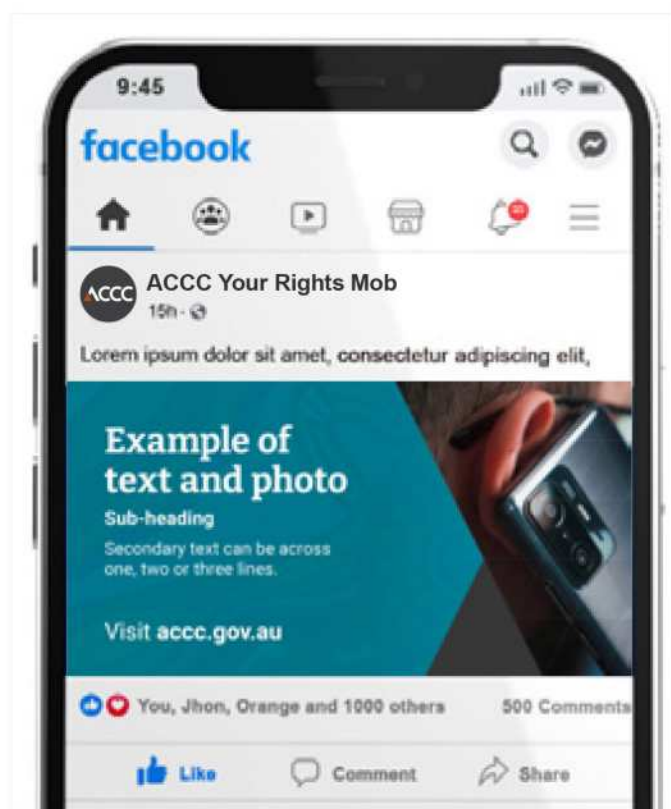 9:45
facebook
ACCC
ACCC Your Rights Mob
15h ·
Lorem ipsum dolor sit amet, consectetur adipiscing elit,
Example of
text and photo
Sub-heading
Secondary text can be across
one, two or three lines.
Visit accc.gov.au
You, Jhon, Orange and 1000 others 500 Comments
Like Comment Share